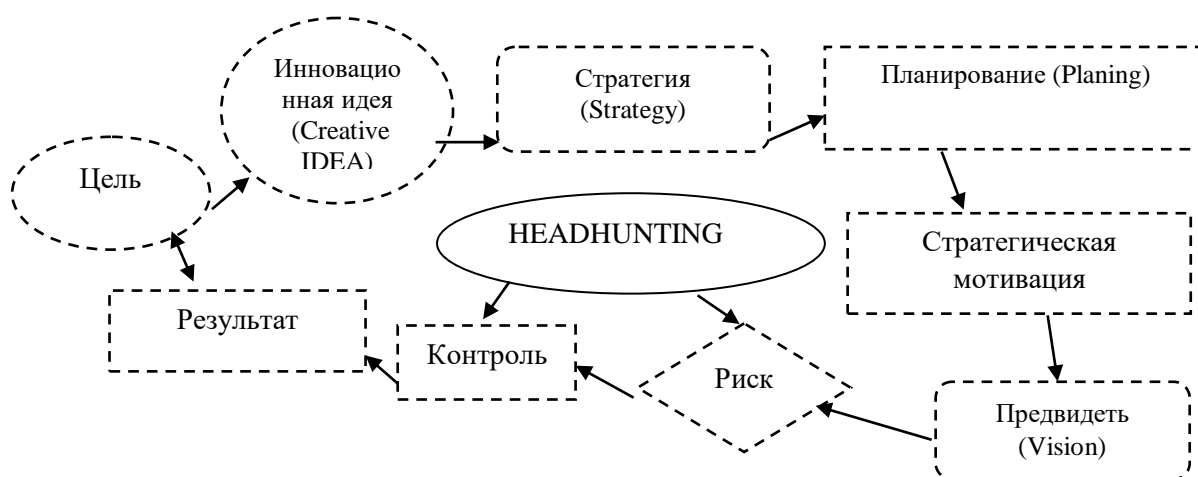 Инновацио
нная идея
(Creative
IDEA)
Стратегия
(Strategy)
Планирование (Planing)
Цель
HEADHUNTING
Стратегическая
мотивация
Результат
Контроль
Риск
Предвидеть
(Vision)